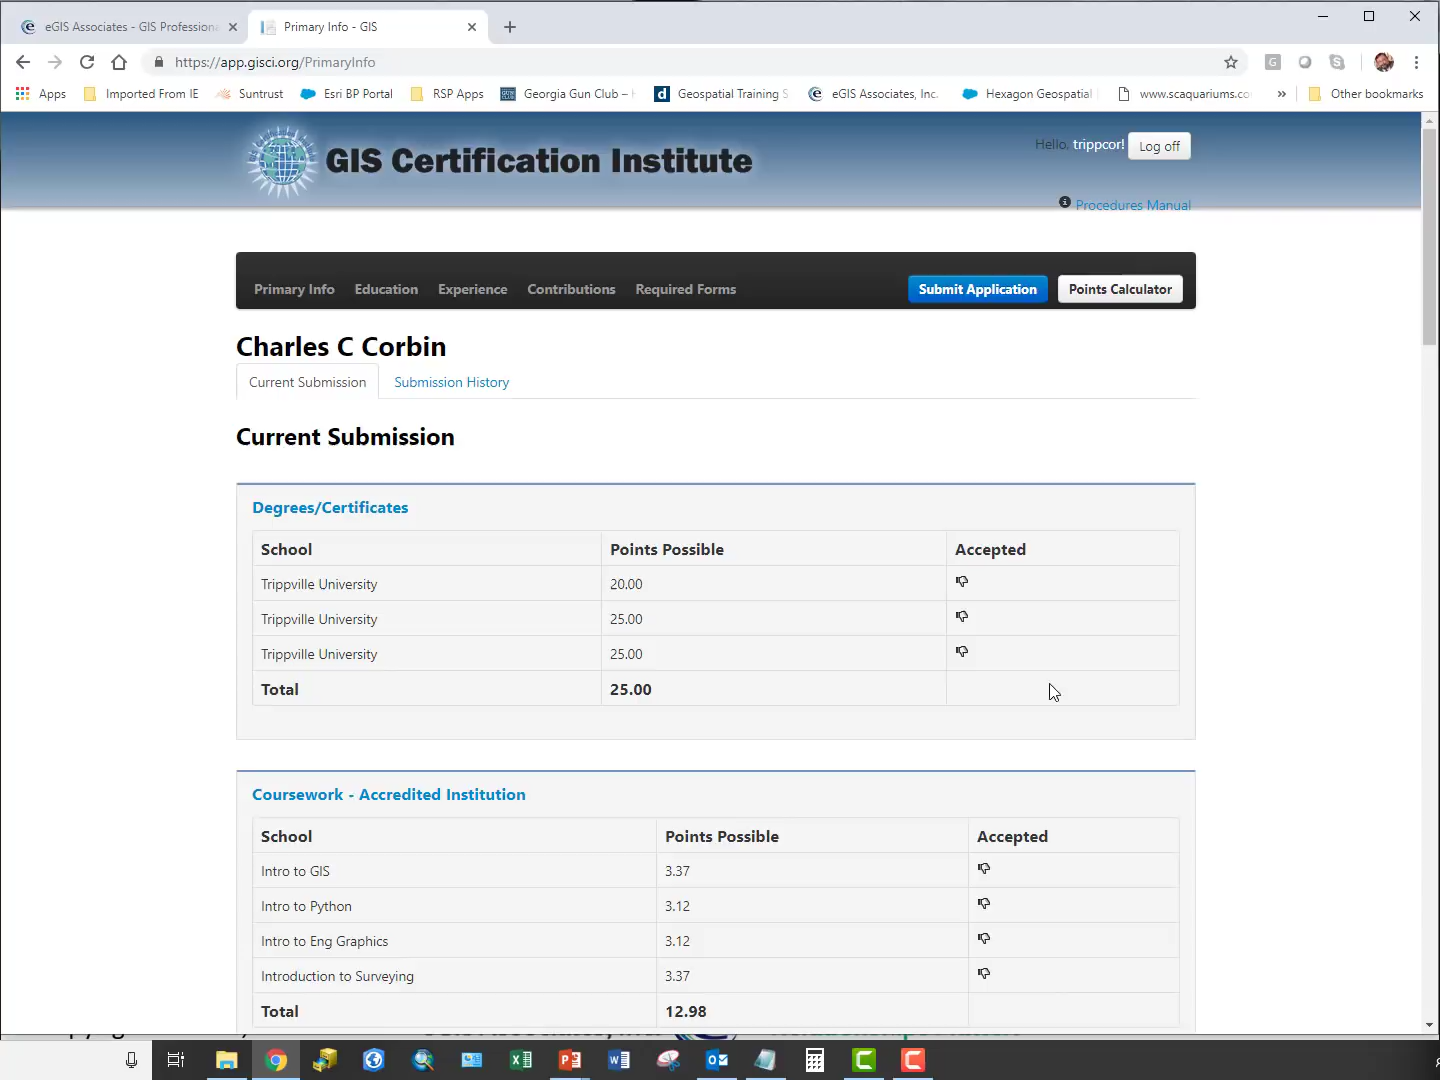 eGIS Associates - GIS Profession
Primary Info - GIS
https://app.gisci.org/PrimaryInfo
Apps
Imported From IE
Suntrust
Esri BP Portal
RSP Apps
Georgia Gun Club –
Geospatial Training S
eGIS Associates, Inc.
Hexagon Geospatial
www.scaquariums.co
»
Other bookmarks
GIS Certification Institute
Hello, trippcor!
Log off
Procedures Manual
Primary Info
Education
Experience
Contributions
Required Forms
Submit Application
Points Calculator
Charles C Corbin
Current Submission
Submission History
Current Submission
Degrees/Certificates
School Points Possible Accepted
Trippville University 20.00
Trippville University 25.00
Trippville University 25.00
Total 25.00
Coursework - Accredited Institution
School Points Possible Accepted
Intro to GIS 3.37
Intro to Python 3.12
Intro to Eng Graphics 3.12
Introduction to Surveying 3.37
Total 12.98